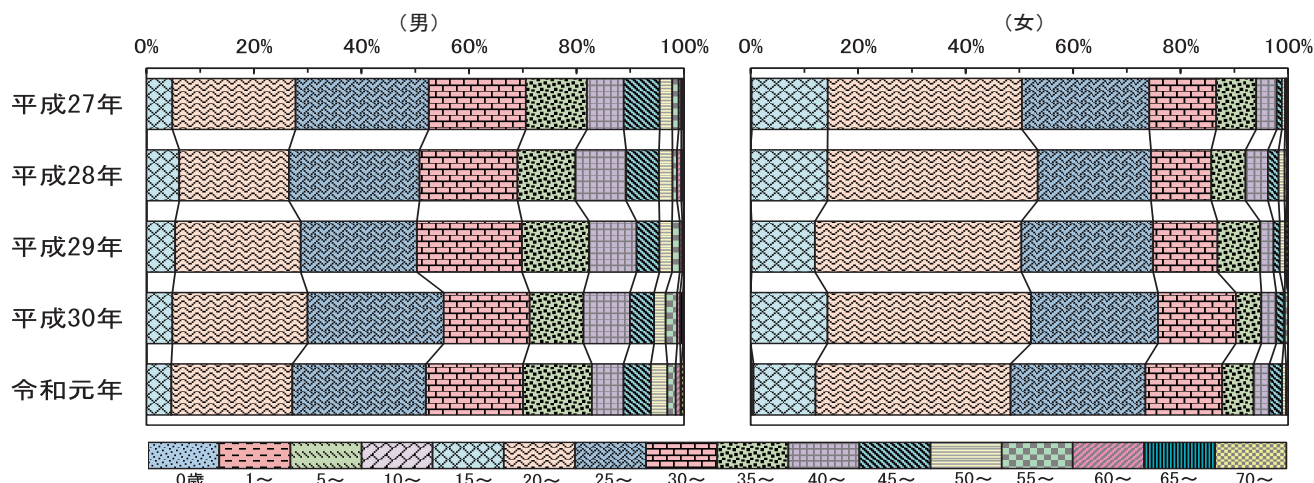 （男） （女）
0% 20% 40% 60% 80% 100% 0% 20% 40% 60% 80% 100%
平成27年
平成28年
平成29年
平成30年
令和元年
0歳 1～ 5～ 10～ 15～ 20～ 25～ 30～ 35～ 40～ 45～ 50～ 55～ 60～ 65～ 70～